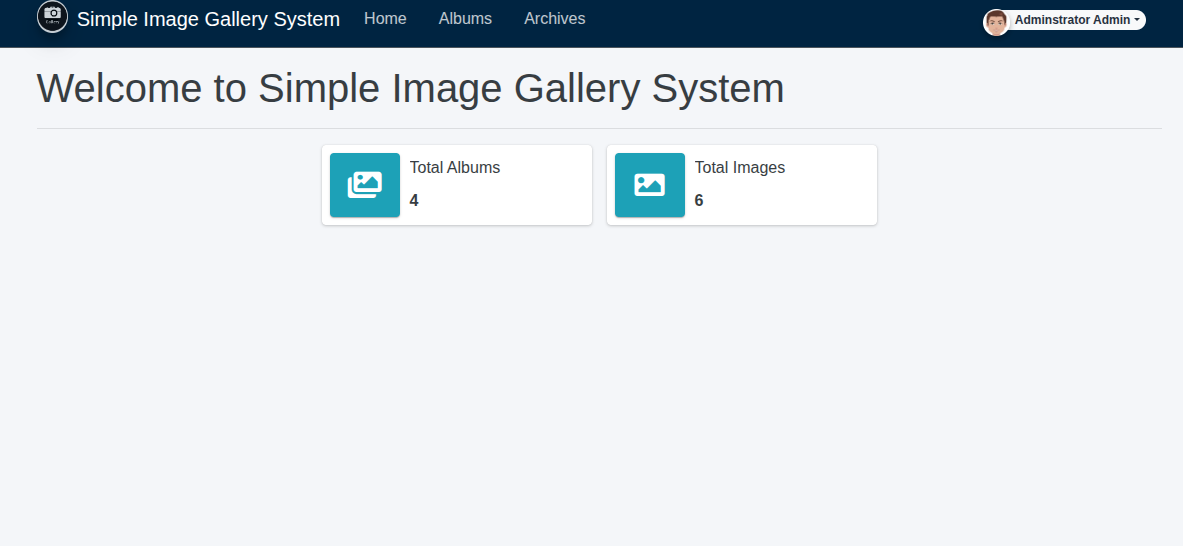 Simple Image Gallery System Home Albums Archives Adminstrator Admin
Welcome to Simple Image Gallery System
Total Albums
4
Total Images
6